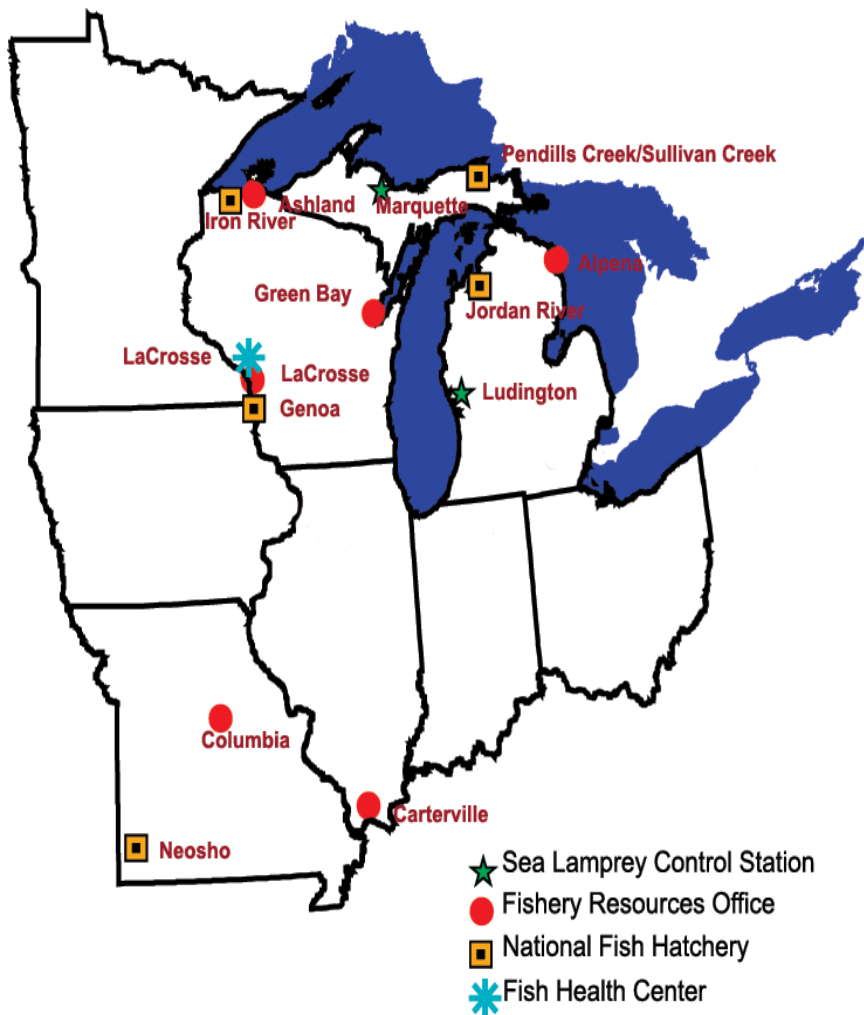 Pendills Creek/Sullivan Creek
Ashland
Marquette
Iron River
Alpena
Green Bay
Jordan River
LaCrosse
LaCrosse
Ludington
Genoa
Columbia
Carterville
Neosho
Sea Lamprey Control Station
Fishery Resources Office
National Fish Hatchery
Fish Health Center